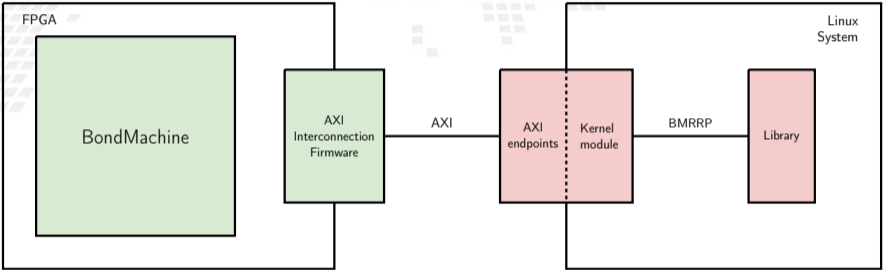 FPGA
Linux
System
BondMachine
AXI
Interconnection
Firmware
AXI
AXI
endpoints
Kernel
module
BMRRP
Library